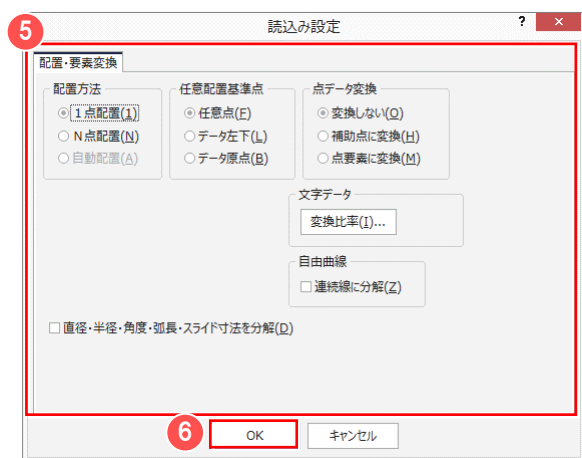 5
読込み設定
? ×
配置・要素変換
配置方法
1点配置(1)
N点配置(N)
自動配置(A)
任意配置基準点
任意点(F)
データ左下(L)
データ原点(B)
点データ変換
変換しない(O)
補助点に変換(H)
点要素に変換(M)
文字データ
変換比率(I)...
自由曲線
連続線に分解(Z)
直径・半径・角度・弧長・スライド寸法を分解(D)
6
OK
キャンセル